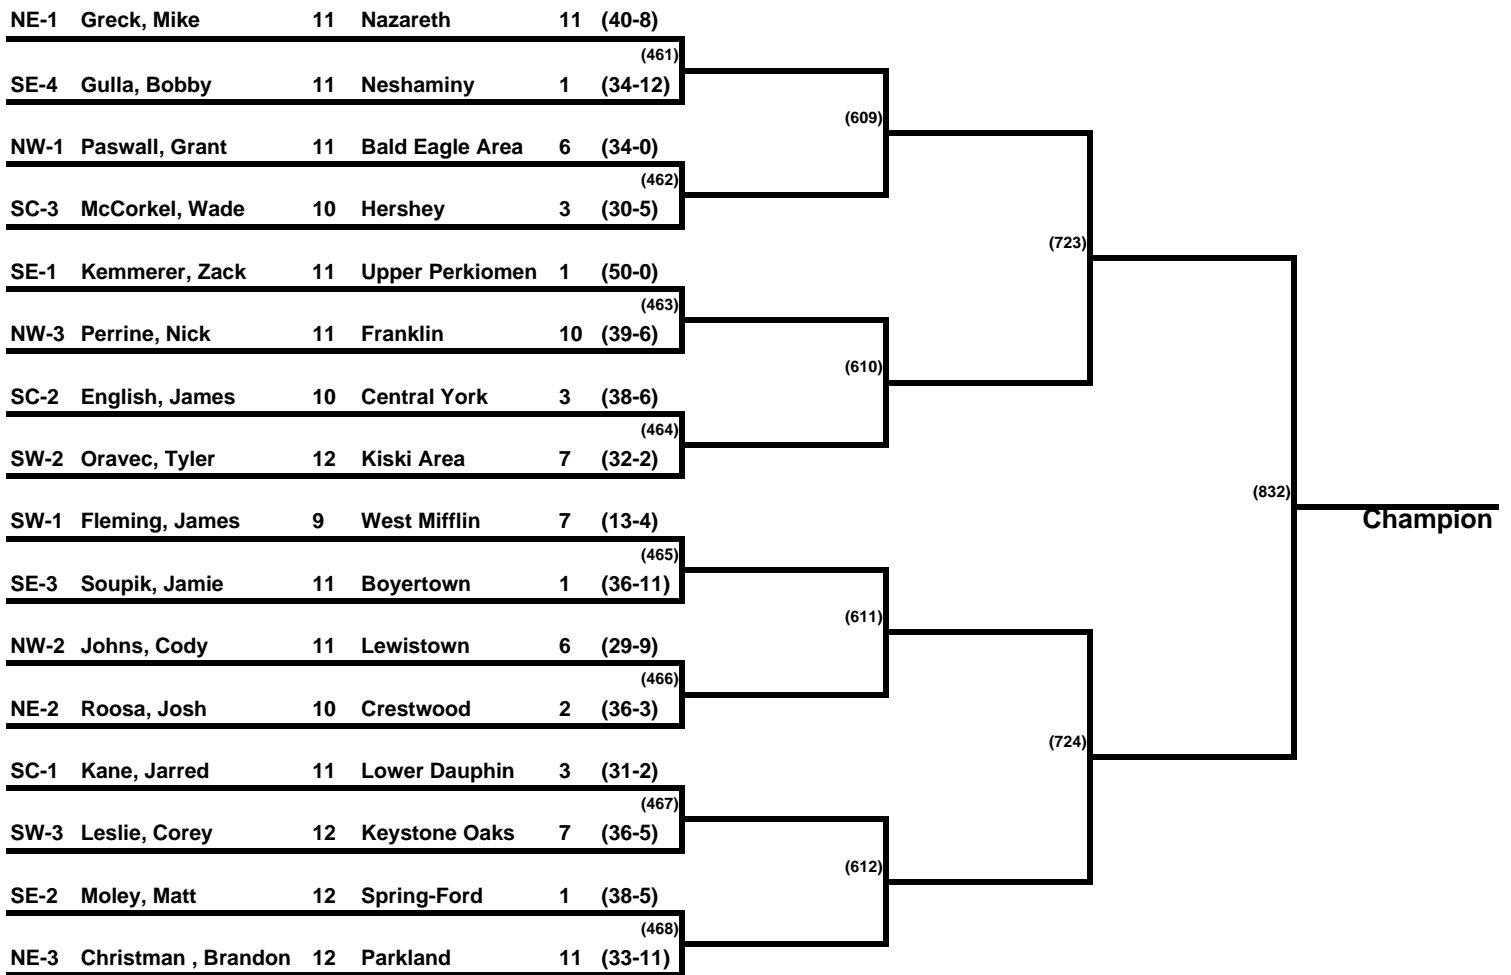 NE-1 Greck, Mike 11 Nazareth 11 (40-8)
(461)
SE-4 Gulla, Bobby 11 Neshaminy 1 (34-12)
(609)
NW-1 Paswall, Grant 11 Bald Eagle Area 6 (34-0)
(462)
SC-3 McCorkel, Wade 10 Hershey 3 (30-5)
(723)
SE-1 Kemmerer, Zack 11 Upper Perkiomen 1 (50-0)
(463)
NW-3 Perrine, Nick 11 Franklin 10 (39-6)
(610)
SC-2 English, James 10 Central York 3 (38-6)
(464)
SW-2 Oravec, Tyler 12 Kiski Area 7 (32-2)
(832)
Champion
SW-1 Fleming, James 9 West Mifflin 7 (13-4)
(465)
SE-3 Soupik, Jamie 11 Boyertown 1 (36-11)
(611)
NW-2 Johns, Cody 11 Lewistown 6 (29-9)
(466)
NE-2 Roosa, Josh 10 Crestwood 2 (36-3)
(724)
SC-1 Kane, Jarred 11 Lower Dauphin 3 (31-2)
(467)
SW-3 Leslie, Corey 12 Keystone Oaks 7 (36-5)
(612)
SE-2 Moley, Matt 12 Spring-Ford 1 (38-5)
(468)
NE-3 Christman , Brandon 12 Parkland 11 (33-11)